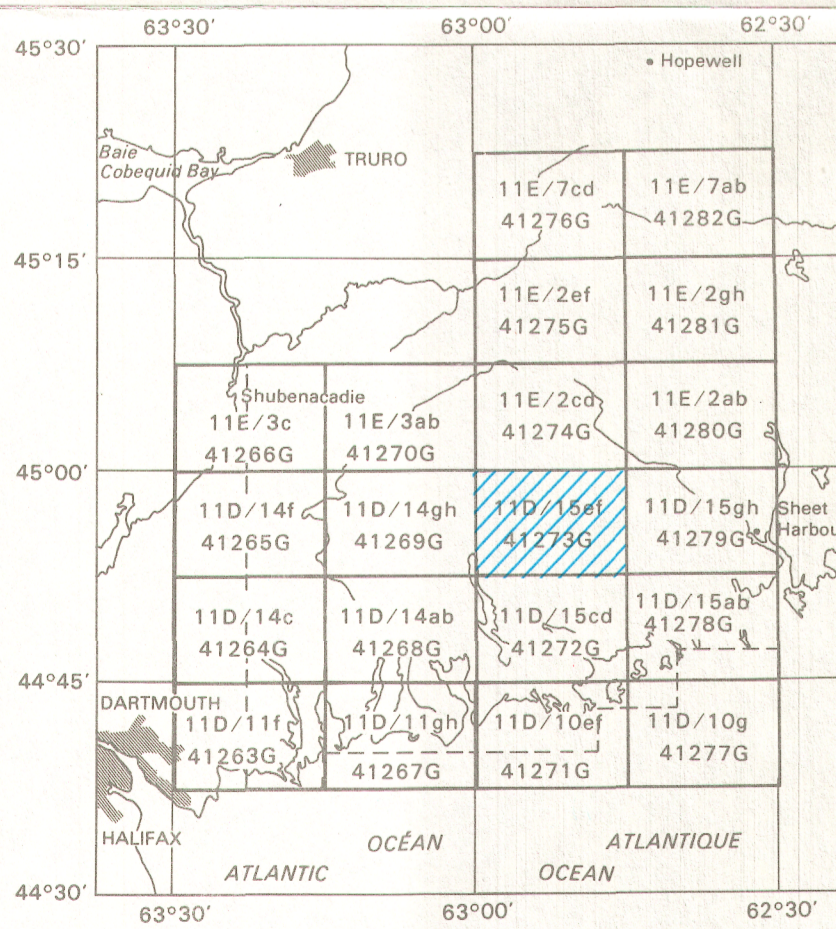 63°30′ 63°00′ 62°30′
45°30′
Hopewell
Baie
Cobequid Bay
TRURO
11E/7cd 11E/7ab
41276G 41282G
45°15′
11E/2ef 11E/2gh
41275G 41281G
Shubenacadie
11E/3c 11E/3ab 11E/2cd 11E/2ab
41266G 41270G 41274G 41280G
45°00′
11D/14f 11D/14gh 11D/15ef 11D/15gh
41265G 41269G 41273G 41279G
Sheet
Harbou
11D/14c 11D/14ab 11D/15cd 11D/15ab
41264G 41268G 41272G 41278G
44°45′
DARTMOUTH
11D/11f 11D/11gh 11D/10ef 11D/10g
41263G 41267G 41271G 41277G
HALIFAX
OCÉAN ATLANTIQUE
ATLANTIC OCEAN
44°30′
63°30′ 63°00′ 62°30′